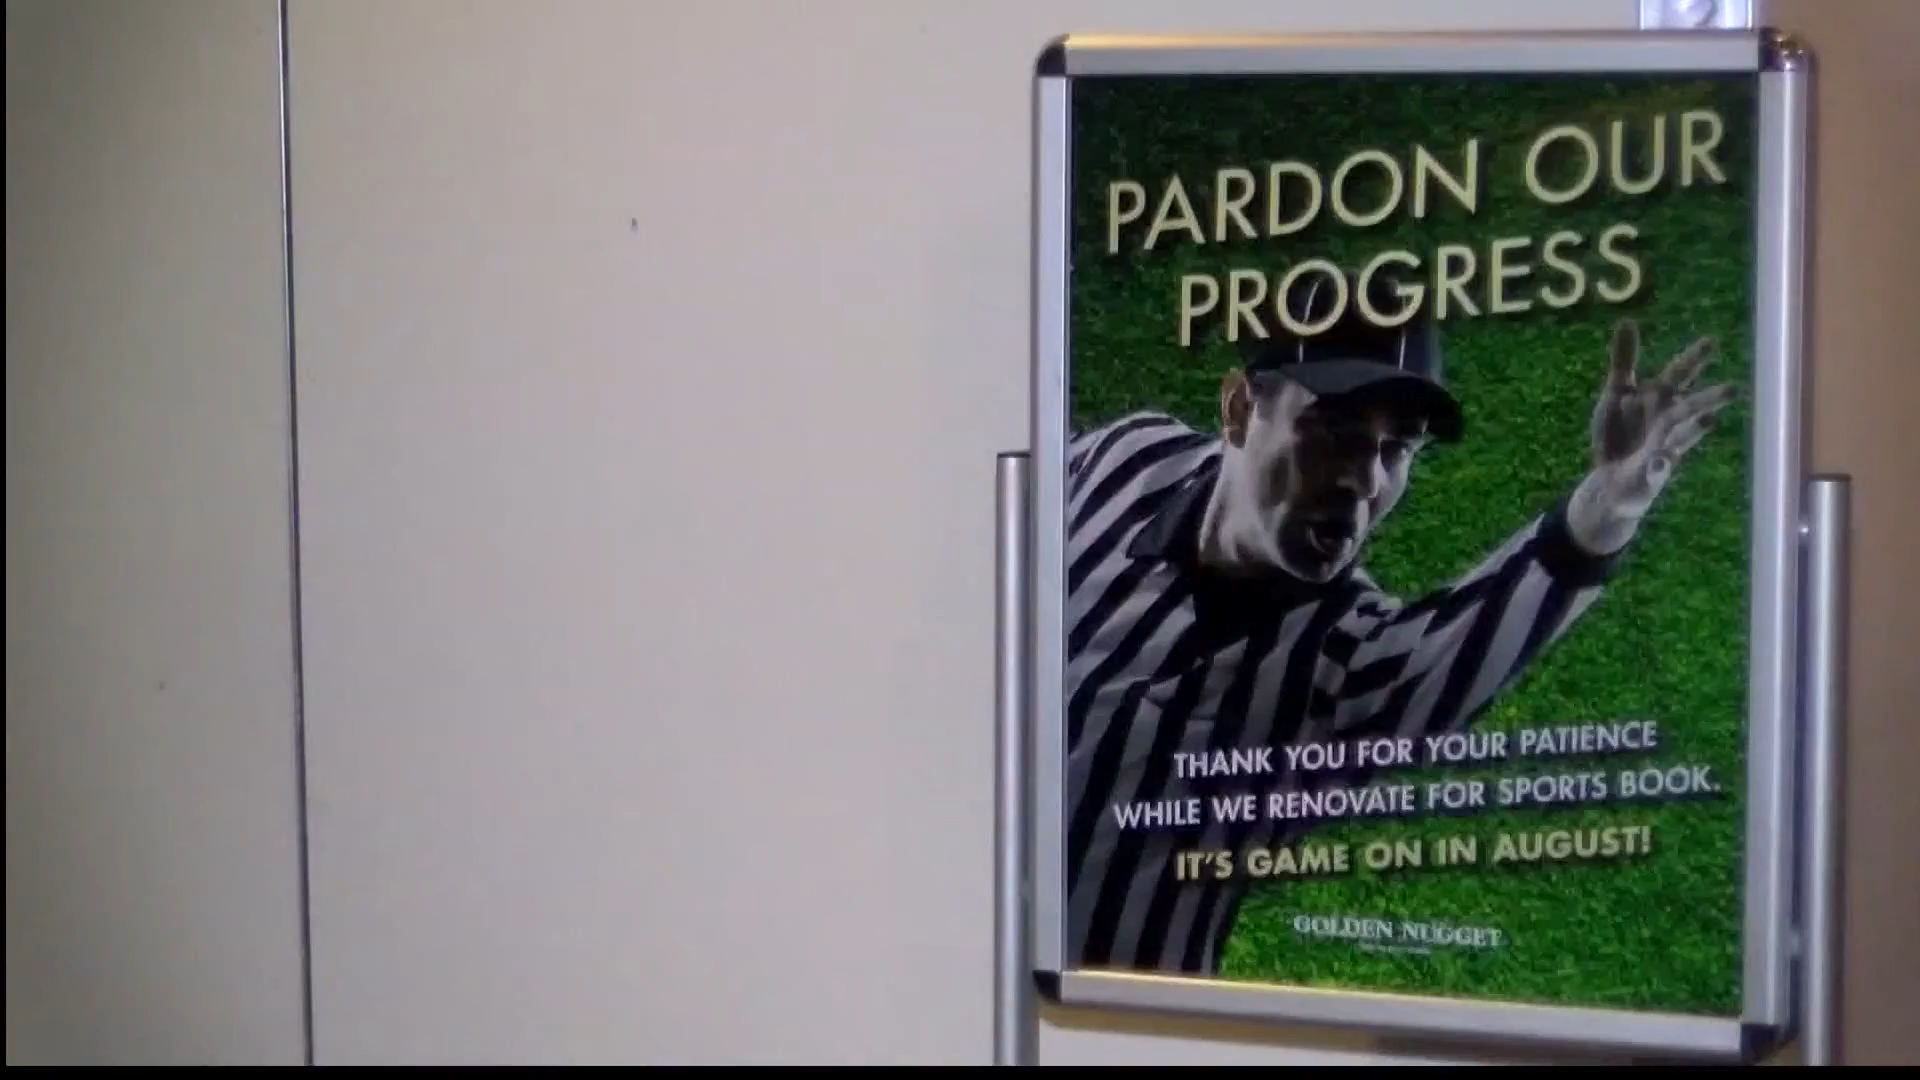 PARDON OUR
PROGRESS
THANK YOU FOR YOUR PATIENCE
WHILE WE RENOVATE FOR SPORTS BOOK.
IT'S GAME ON IN AUGUST!
GOLDEN NUGGET